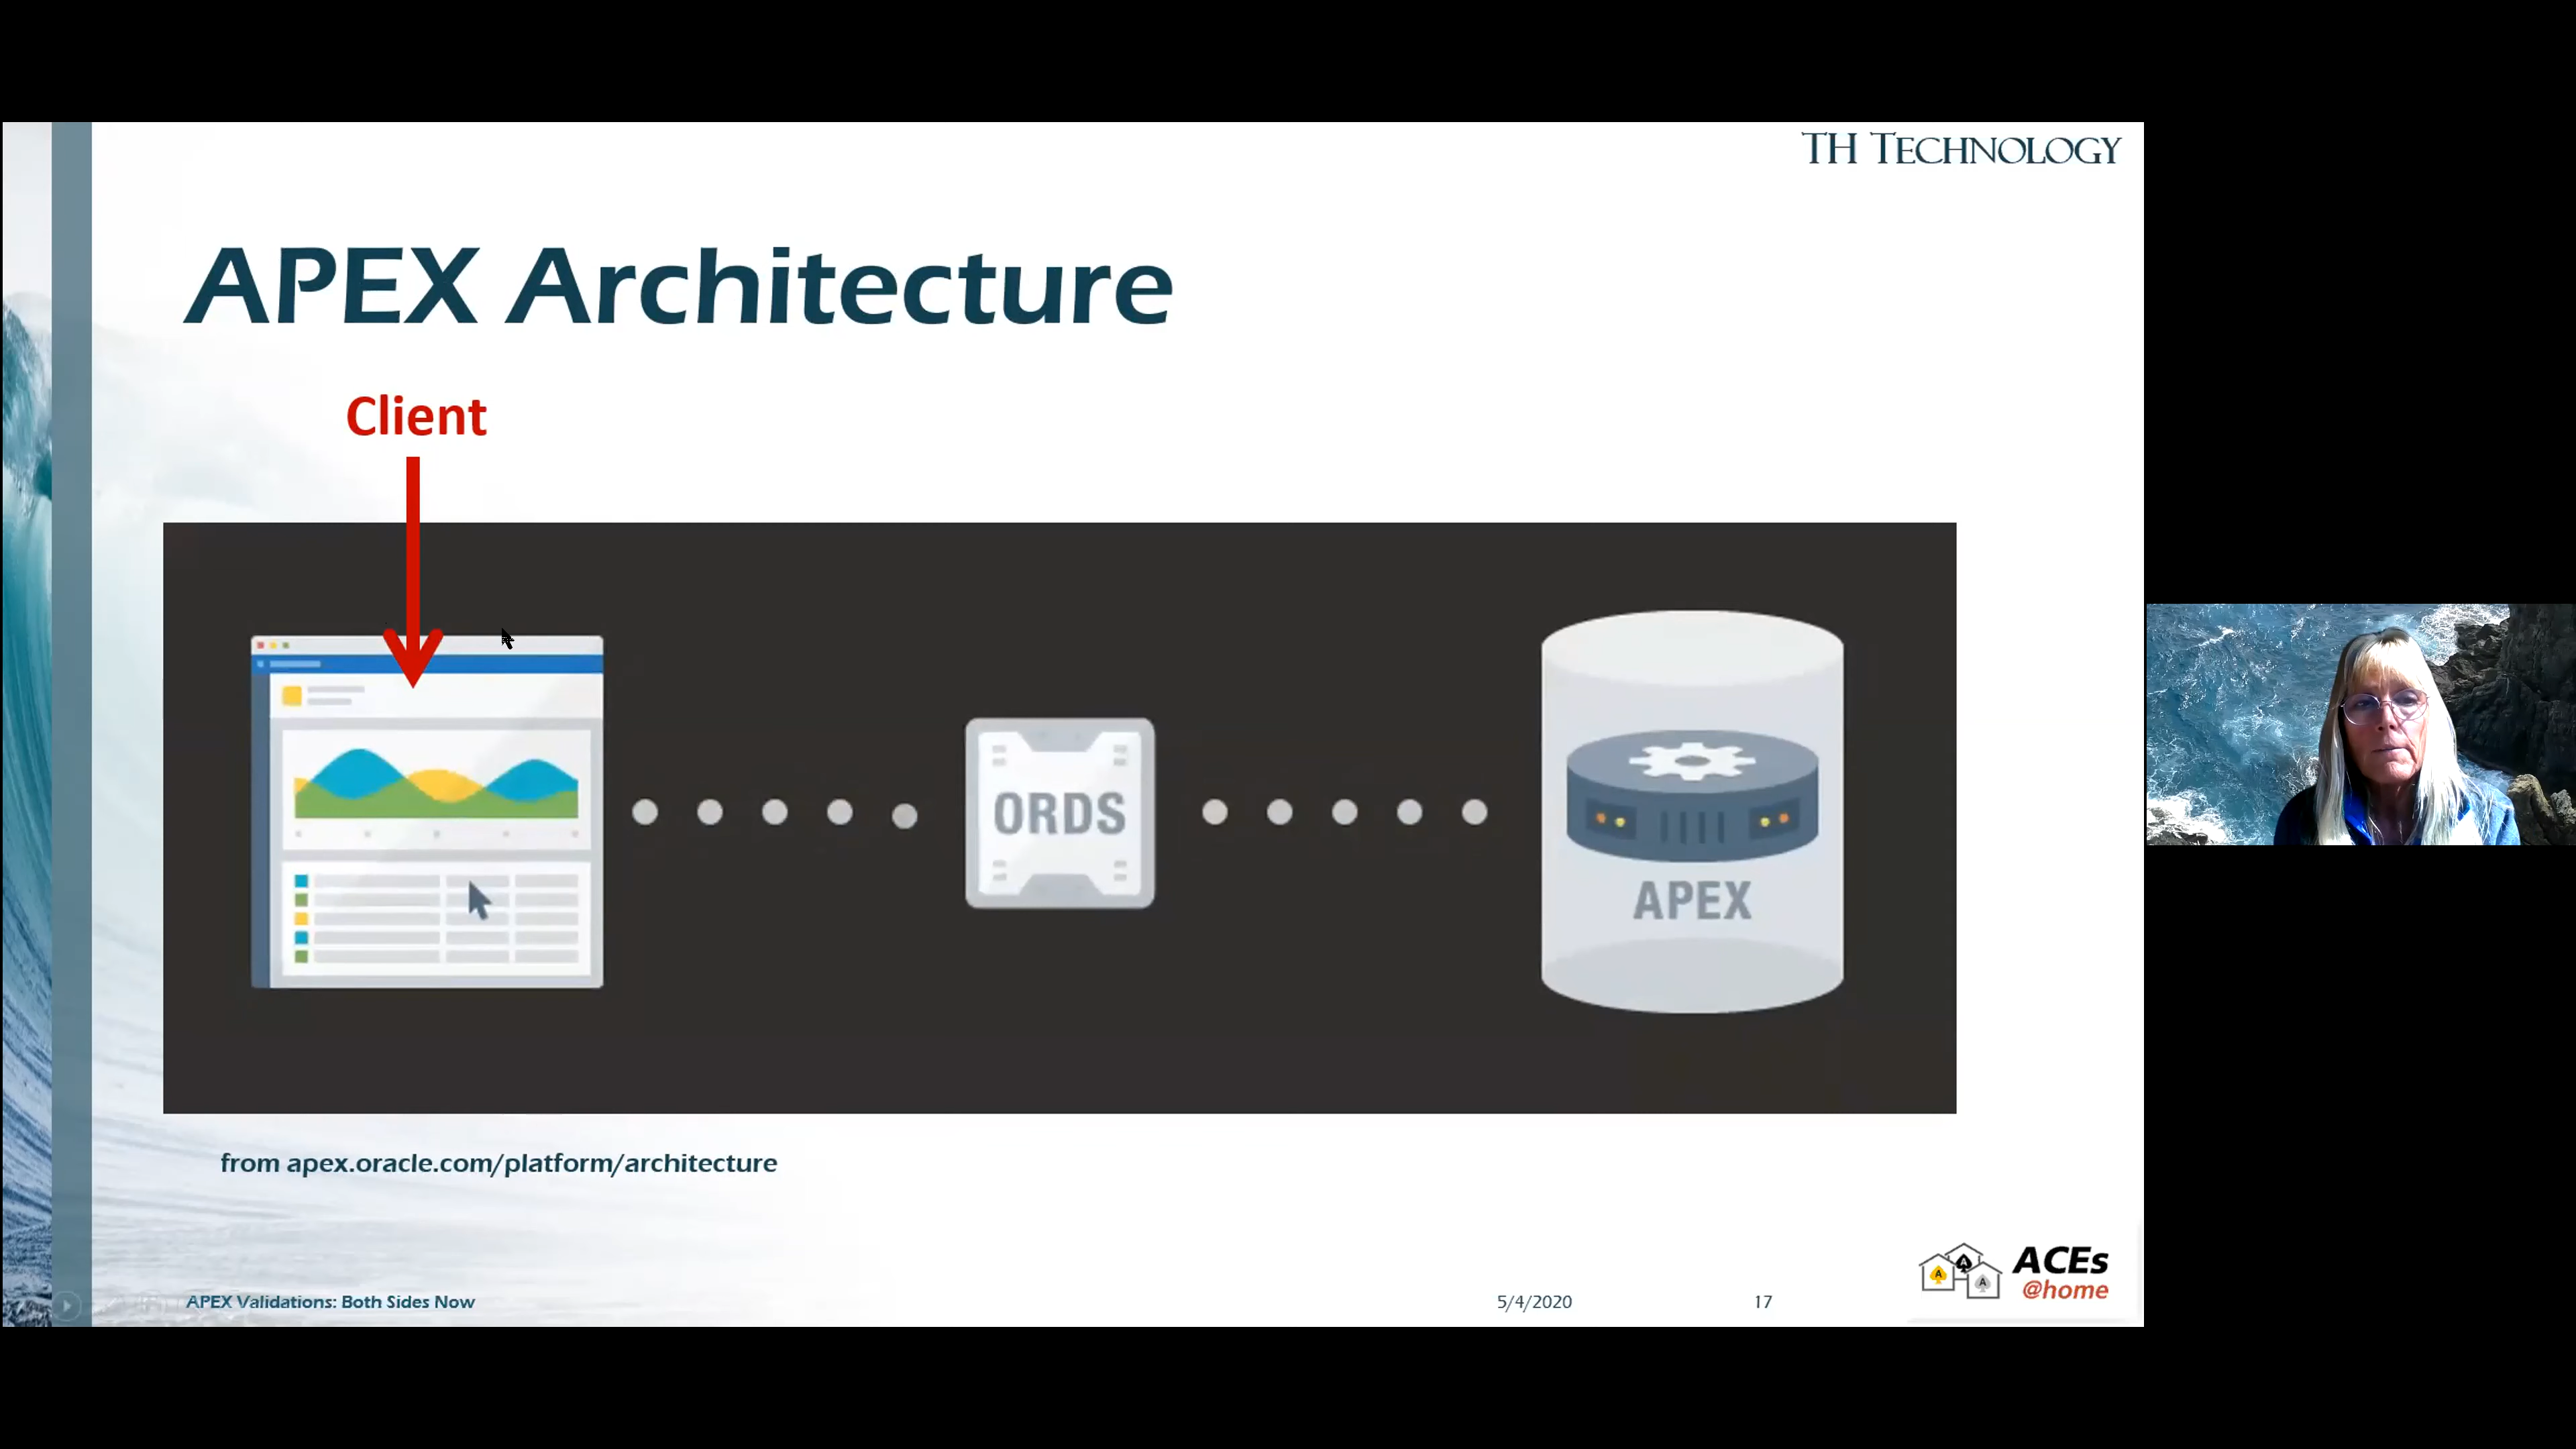 TH TECHNOLOGY
APEX Architecture
Client
ORDS
APEX
from apex.oracle.com/platform/architecture
ACEs
@home
APEX Validations: Both Sides Now
5/4/2020
17